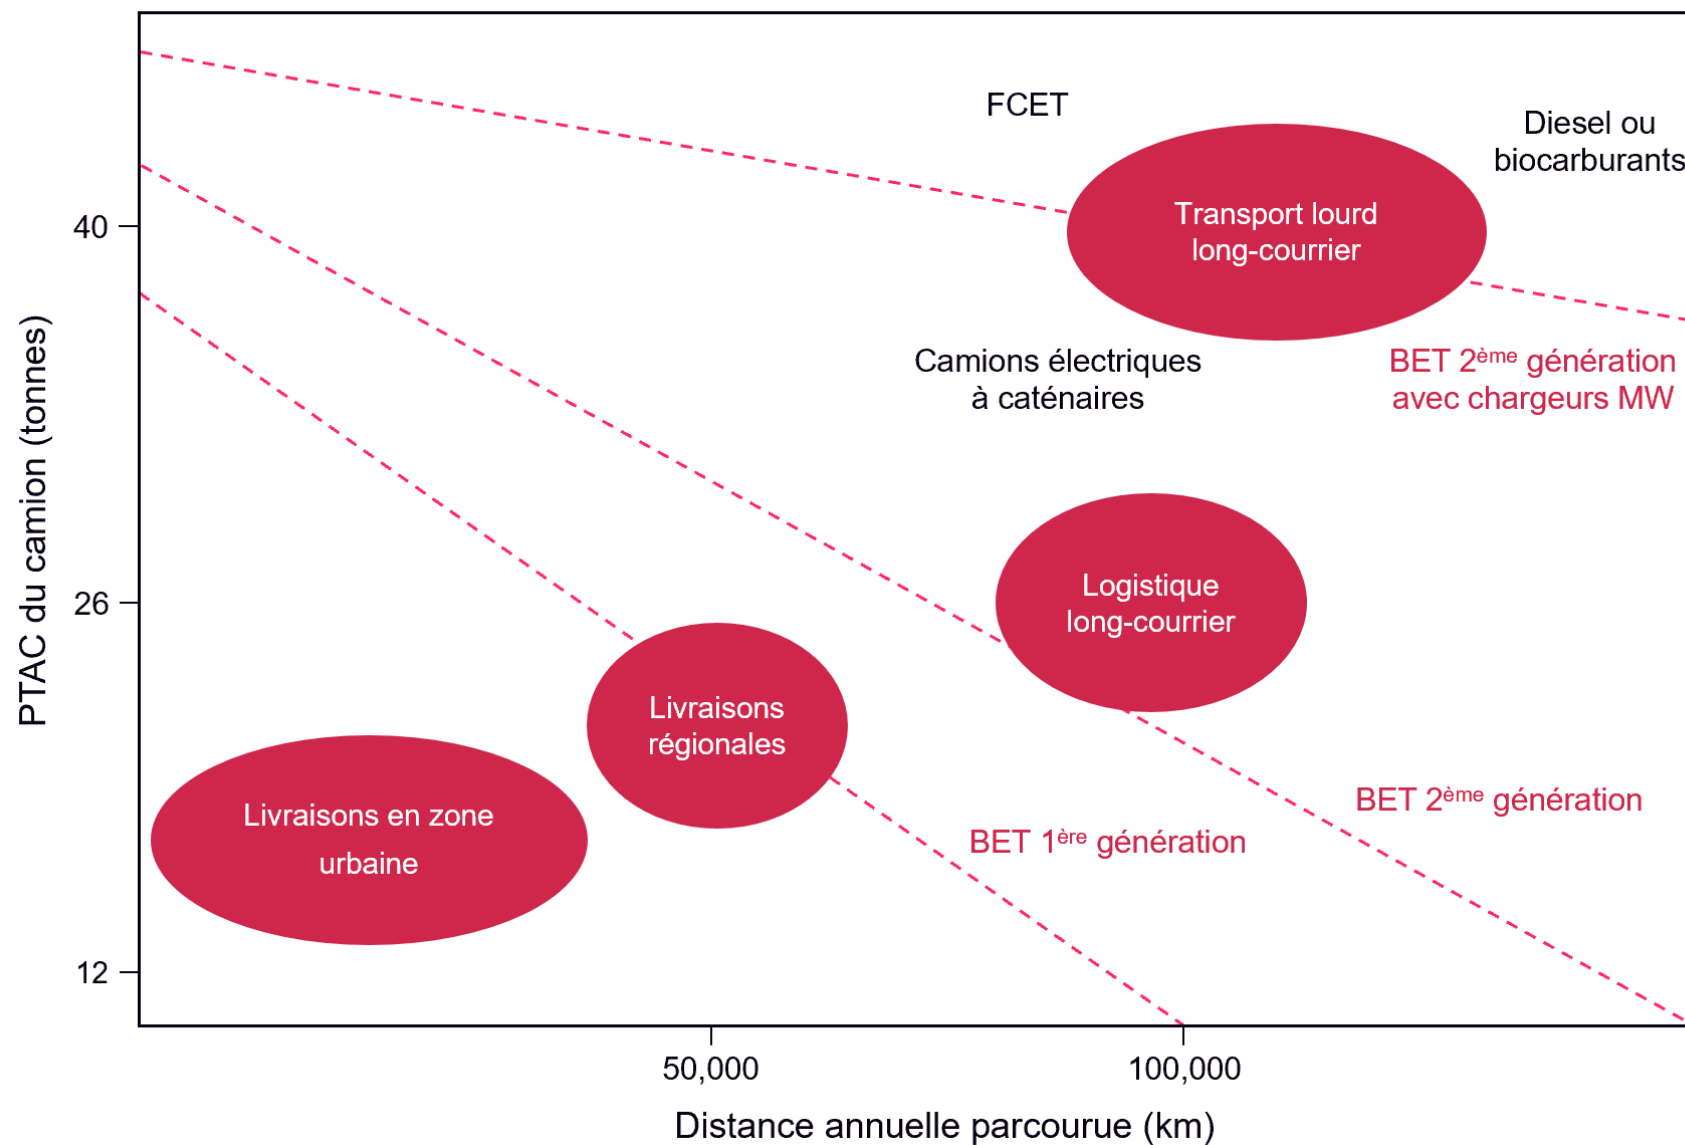 FCET
Diesel ou
biocarburants
Transport lourd
long-courrier
40
Camions électriques
à caténaires
BET 2ème génération
avec chargeurs MW
PTAC du camion (tonnes)
26
Logistique
long-courrier
Livraisons
régionales
Livraisons en zone
urbaine
BET 1ère génération
BET 2ème génération
12
50,000
100,000
Distance annuelle parcourue (km)